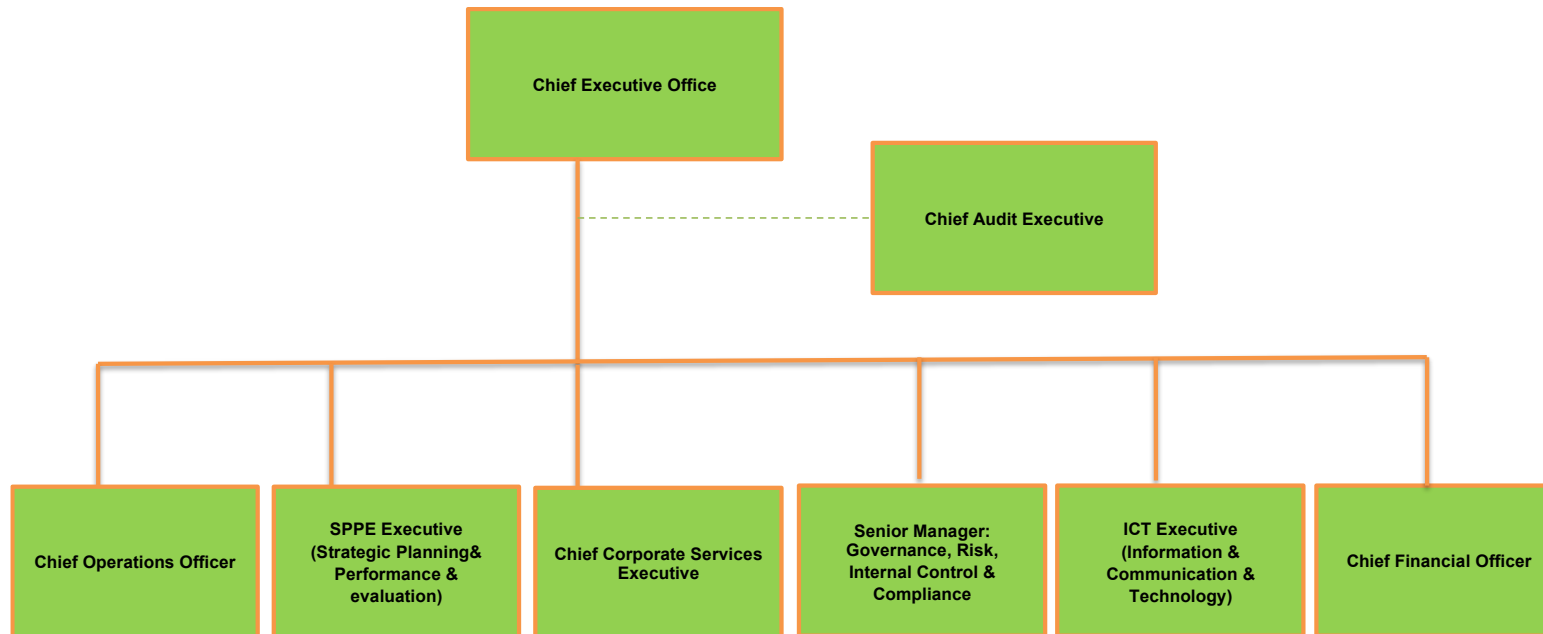 Chief Executive Office
Chief Audit Executive
Chief Operations Officer
SPPE Executive
(Strategic Planning&
Performance &
evaluation)
Chief Corporate Services
Executive
Senior Manager:
Governance, Risk,
Internal Control &
Compliance
ICT Executive
(Information &
Communication &
Technology)
Chief Financial Officer